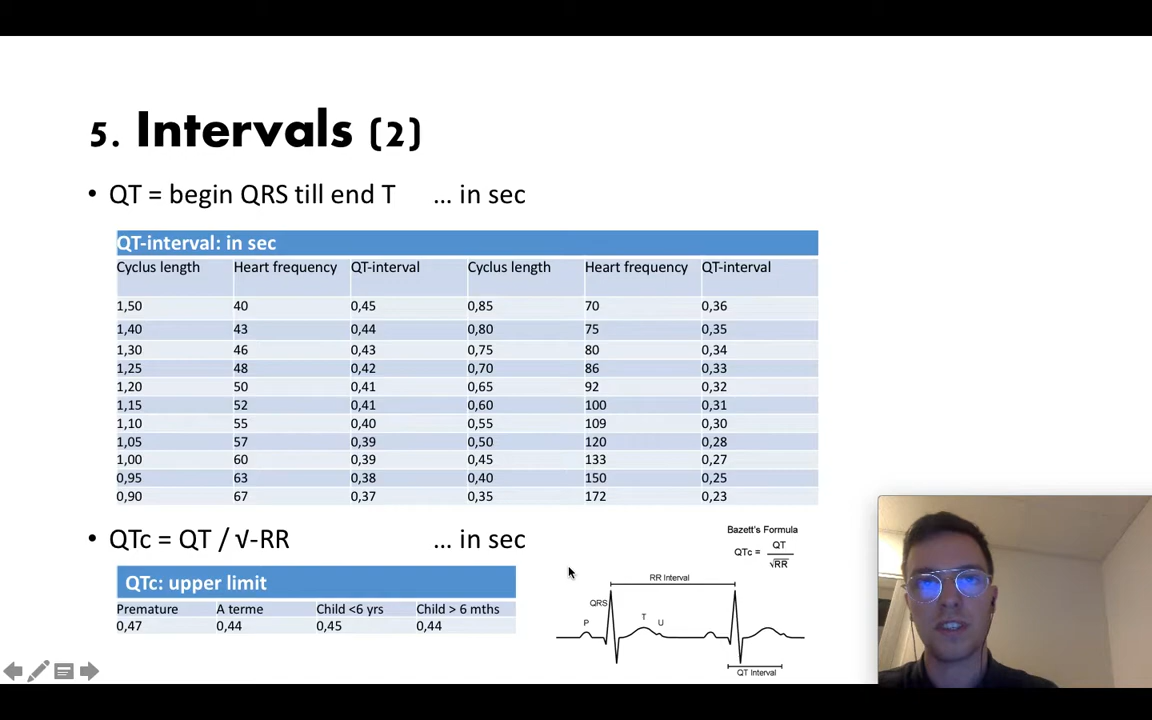 5. Intervals (2)
• QT = begin QRS till end T ... in sec
QT-interval: in sec
Cyclus length Heart frequency QT-interval Cyclus length Heart frequency QT-interval
1,50 40 0,45 0,85 70 0,36
1,40 43 0,44 0,80 75 0,35
1,30 46 0,43 0,75 80 0,34
1,25 48 0,42 0,70 86 0,33
1,20 50 0,41 0,65 92 0,32
1,15 52 0,41 0,60 100 0,31
1,10 55 0,40 0,55 109 0,30
1,05 57 0,39 0,50 120 0,28
1,00 60 0,39 0,45 133 0,27
0,95 63 0,38 0,40 150 0,25
0,90 67 0,37 0,35 172 0,23
• QTc = QT / √-RR ... in sec
QTc: upper limit
Premature A terme Child <6 yrs Child > 6 mths
0,47 0,44 0,45 0,44
Bazett's Formula
QTc = QT
√RR
RR Interval
QRS
P T U
QT Interval